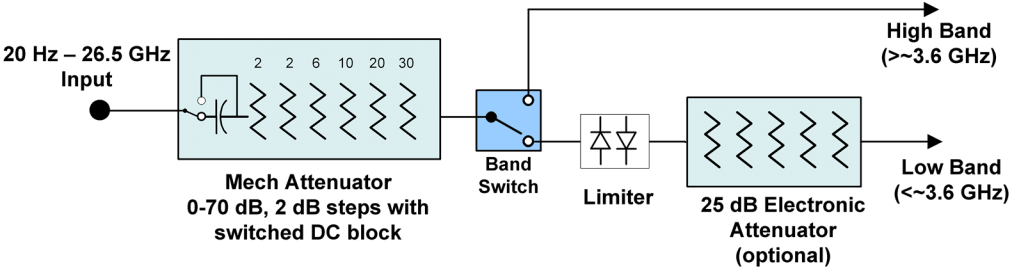 20 Hz – 26.5 GHz
Input
2 2 6 10 20 30
Mech Attenuator
0-70 dB, 2 dB steps with
switched DC block
Band
Switch
Limiter
25 dB Electronic
Attenuator
(optional)
High Band
(>~3.6 GHz)
Low Band
(<~3.6 GHz)